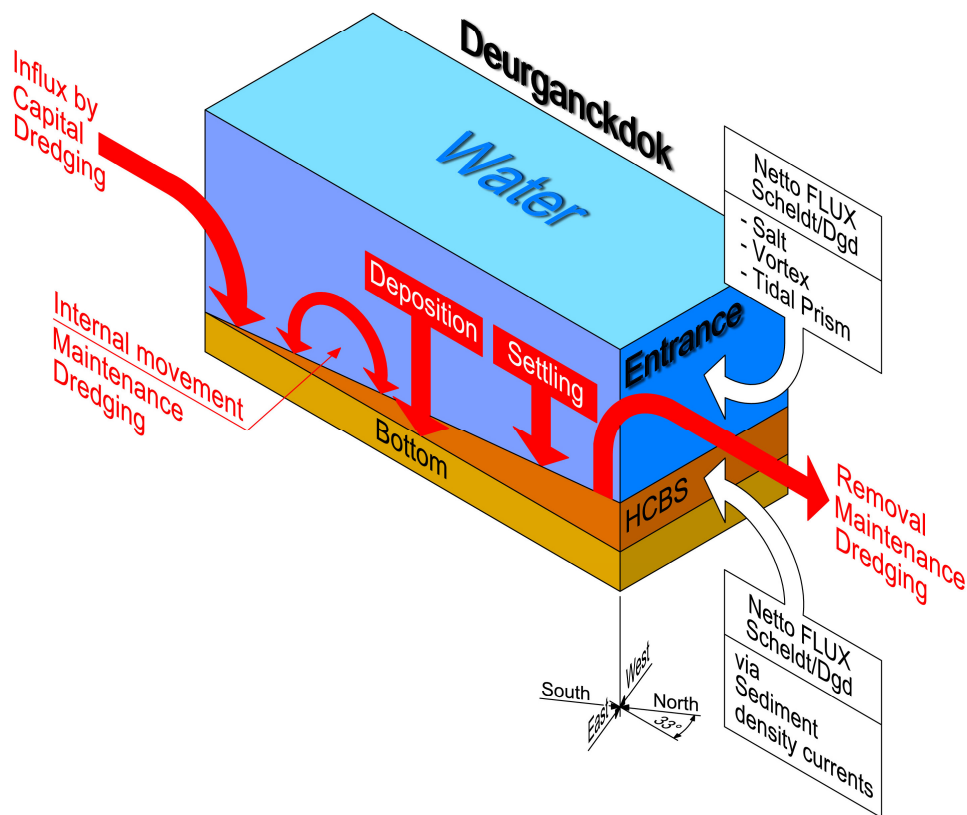 Deurganckdok
Water
Influx by
Capital
Dredging
Netto FLUX
Scheldt/Dgd
- Salt
- Vortex
- Tidal Prism
Deposition
Settling
Entrance
Internal movement
Maintenance
Dredging
Bottom
HCBS
Removal
Maintenance
Dredging
Netto FLUX
Scheldt/Dgd
via
Sediment
density currents
West
South
North
East
33°